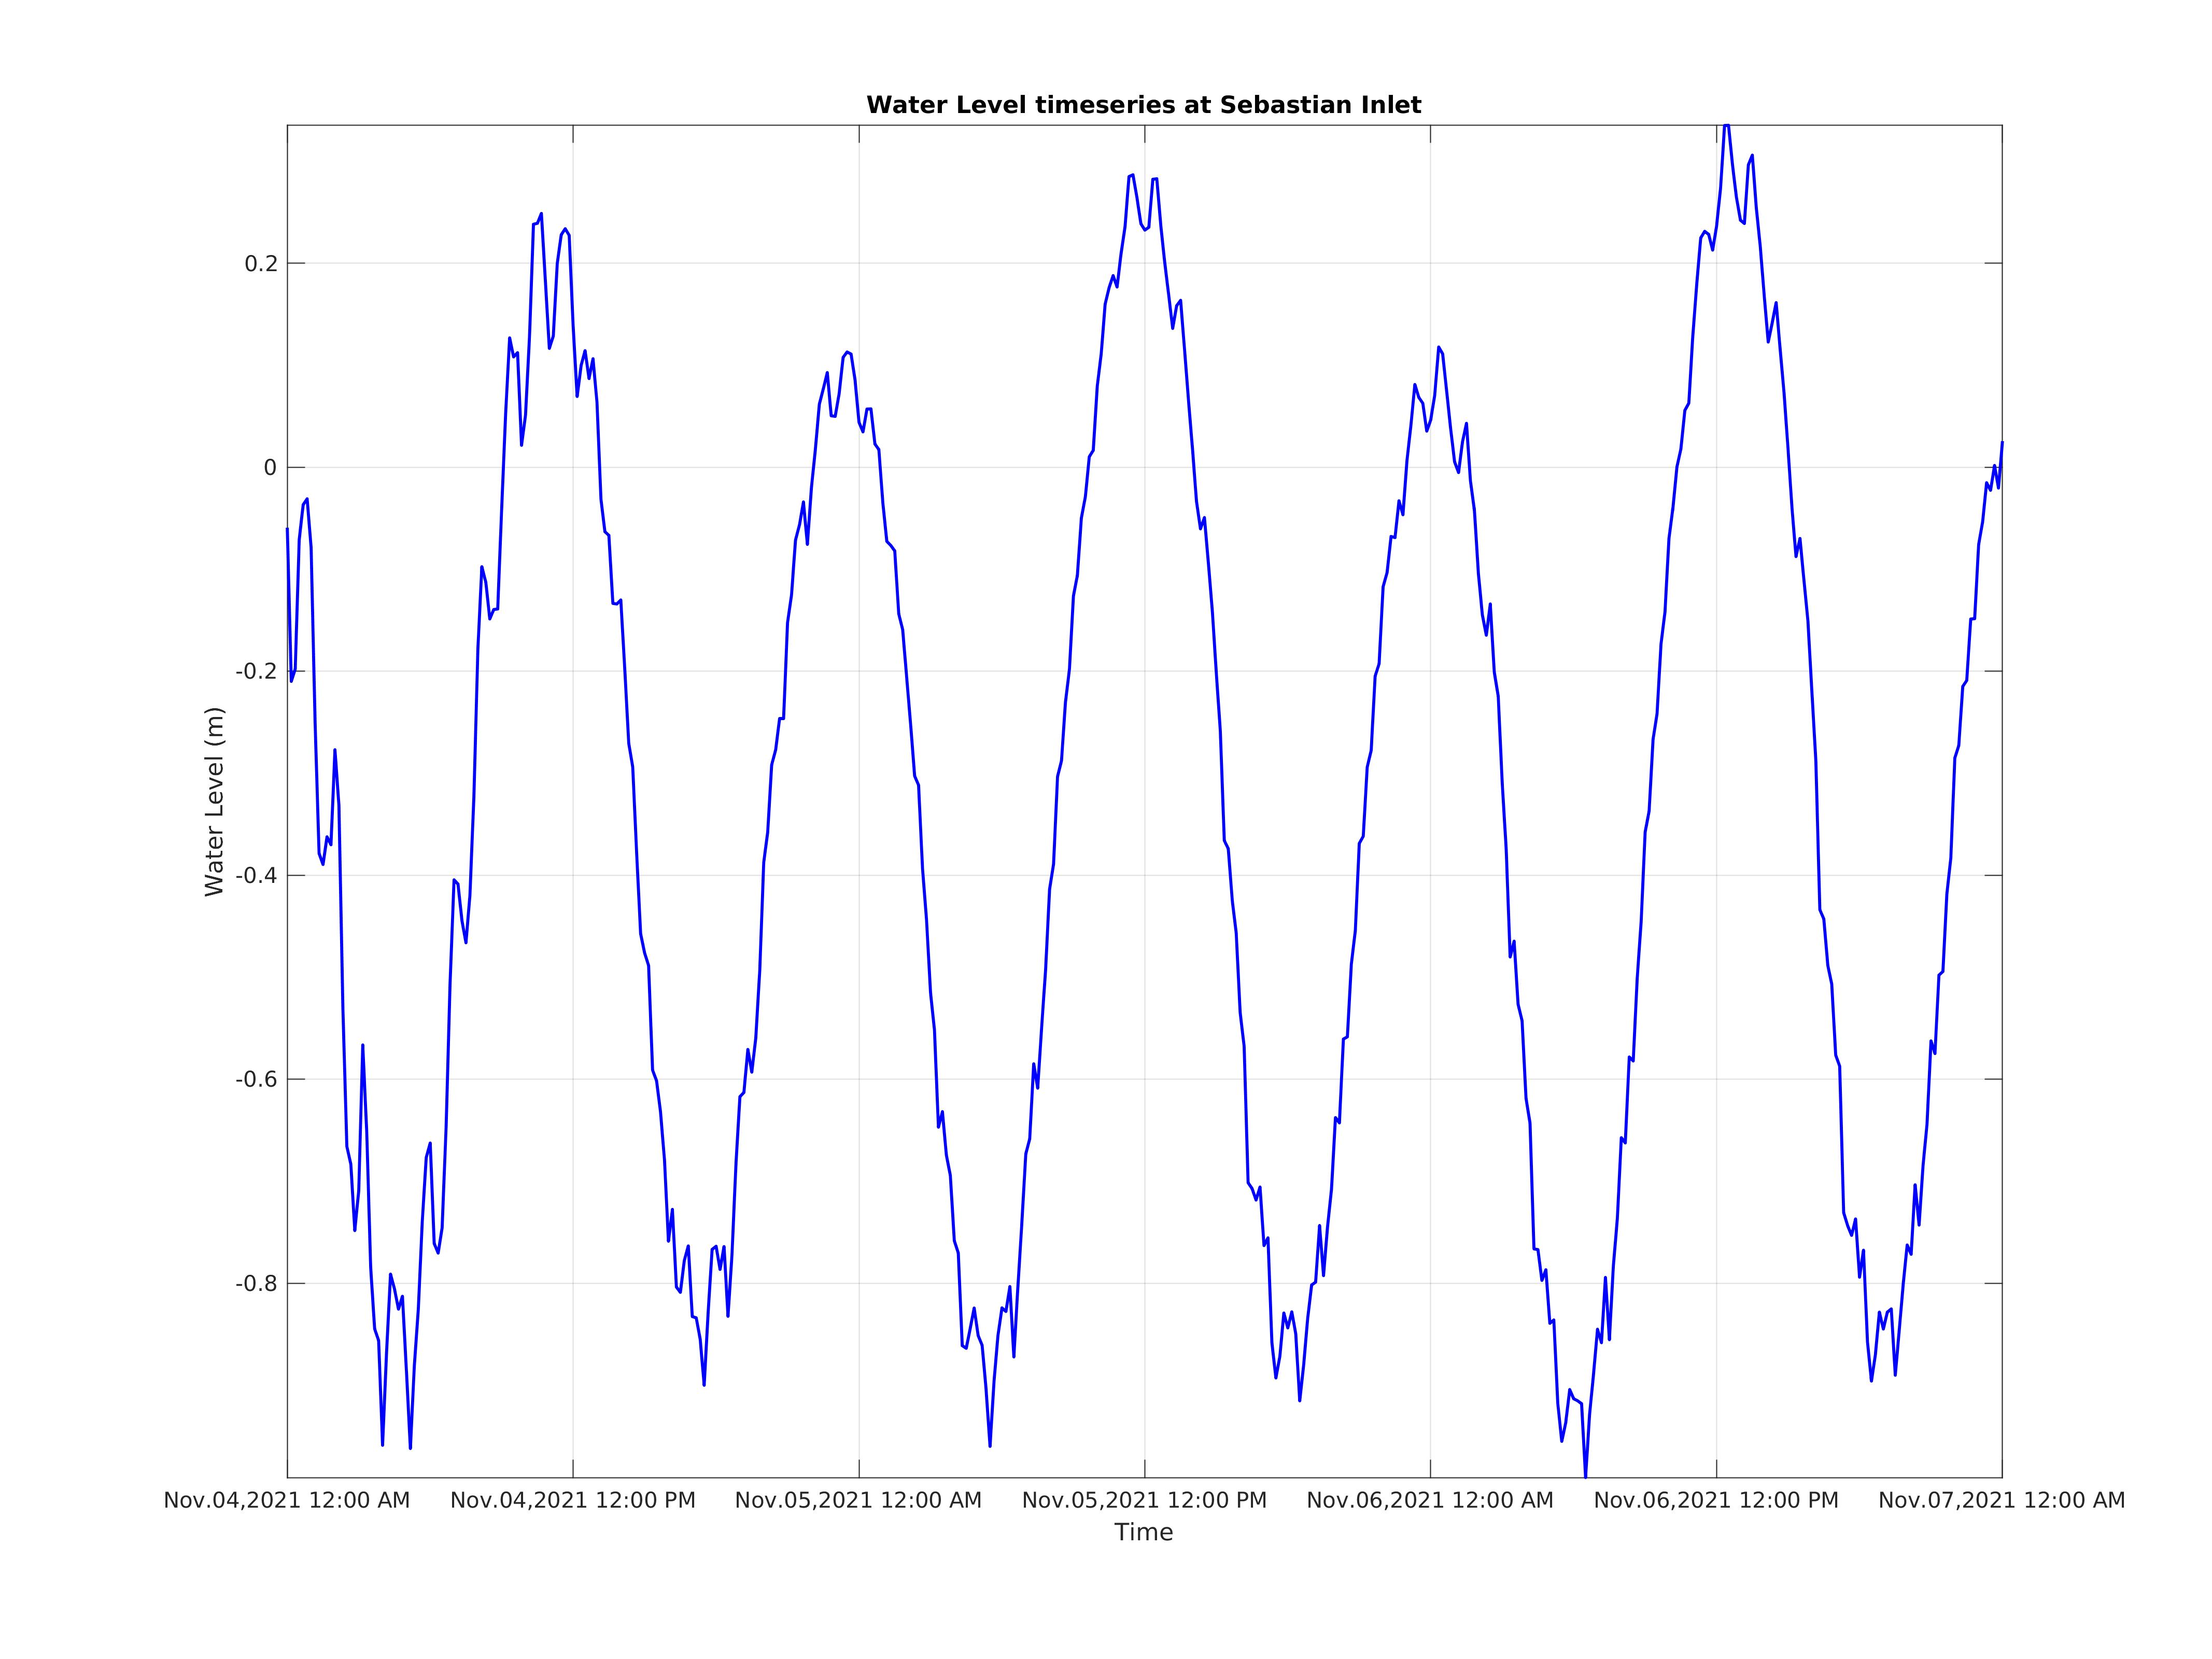 Water Level timeseries at Sebastian Inlet
0.2
0
-0.2
-0.4
-0.6
-0.8
Water Level (m)
Nov.04,2021 12:00 AM Nov.04,2021 12:00 PM Nov.05,2021 12:00 AM Nov.05,2021 12:00 PM Nov.06,2021 12:00 AM Nov.06,2021 12:00 PM Nov.07,2021 12:00 AM
Time